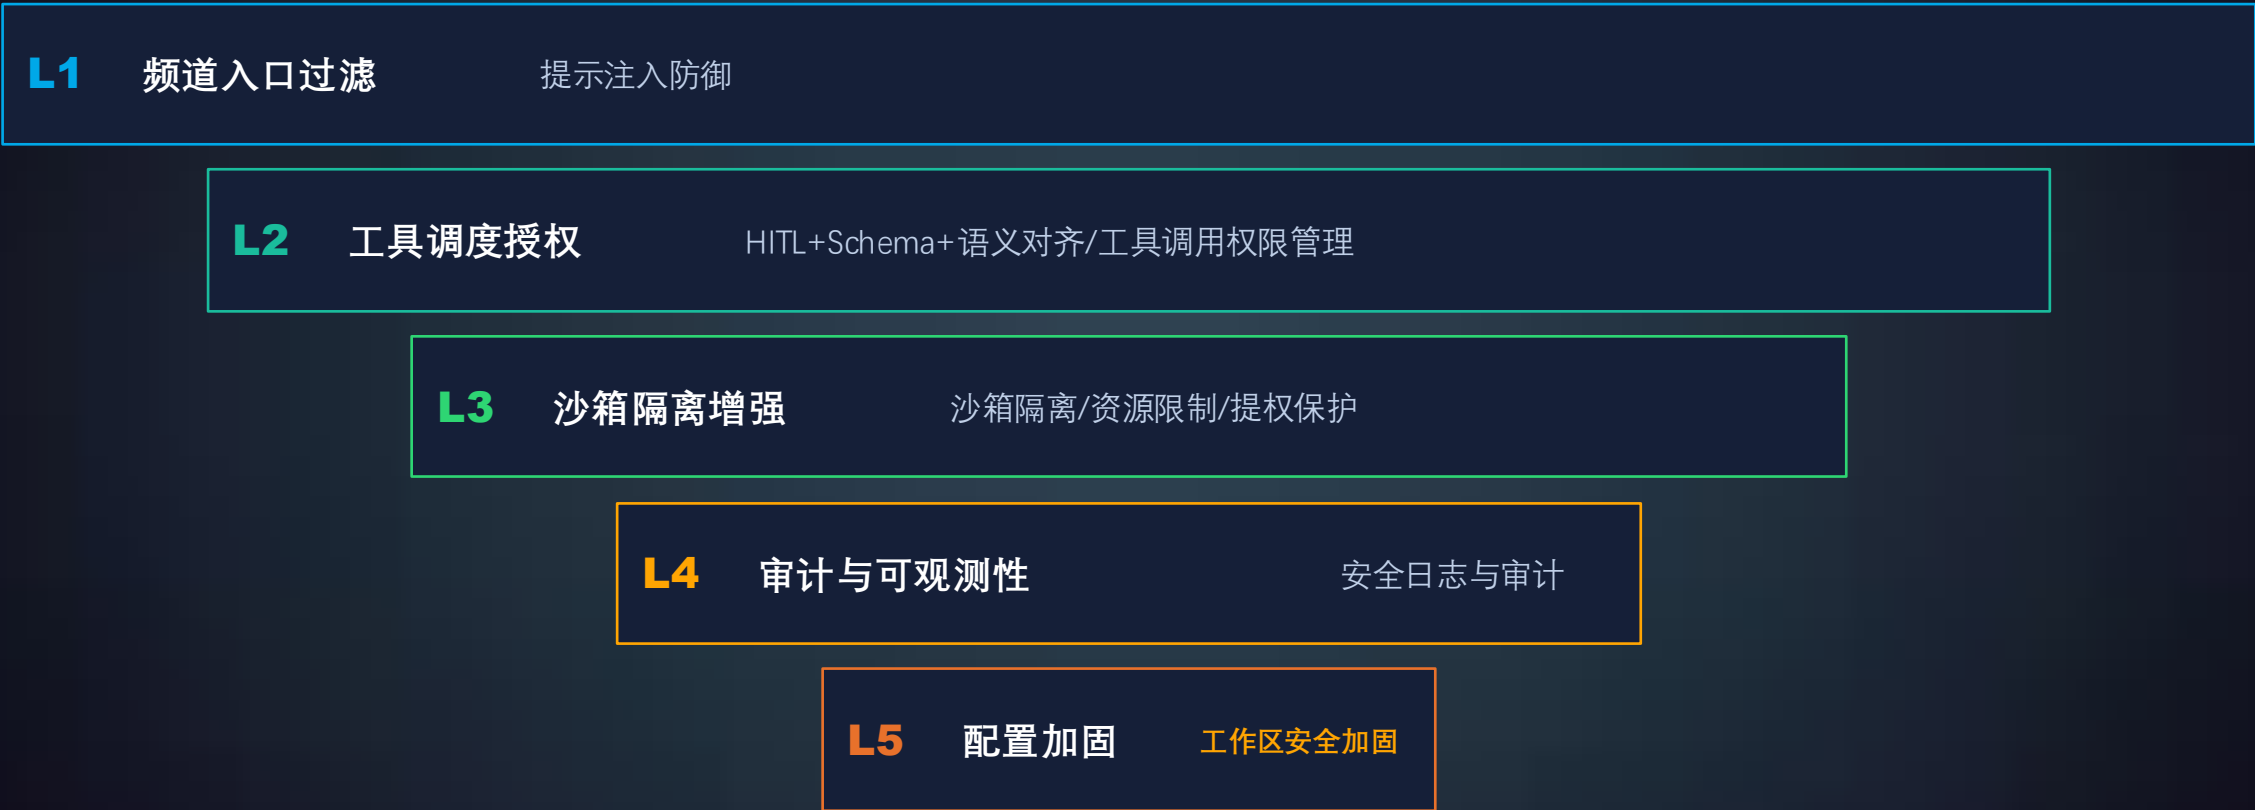 L1 频道入口过滤 提示注入防御
L2 工具调度授权 HITL+Schema+语义对齐/工具调用权限管理
L3 沙箱隔离增强 沙箱隔离/资源限制/提权保护
L4 审计与可观测性 安全日志与审计
L5 配置加固 工作区安全加固